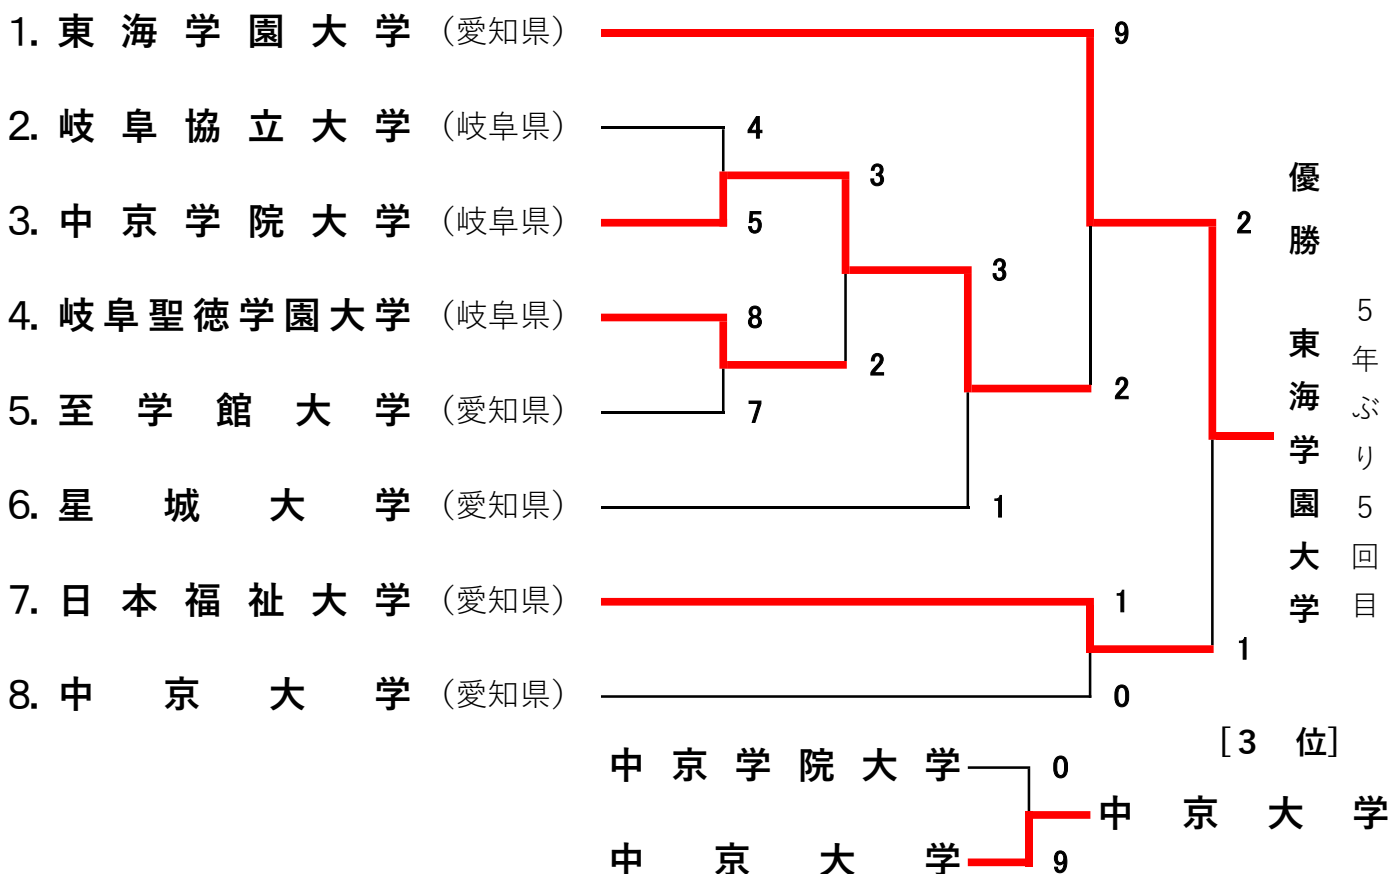 1. 東海学園大学（愛知県） 9
2. 岐阜協立大学（岐阜県） 4
3
優勝
3. 中京学院大学（岐阜県） 5
2
3
4. 岐阜聖徳学園大学（岐阜県） 8
2
東海学園大学
5年ぶり5回目
2
5. 至学館大学（愛知県） 7
6. 星城大学（愛知県） 1
7. 日本福祉大学（愛知県） 1
1
8. 中京大学（愛知県） 0
[3 位]
中京学院大学 0
中京大学
中京大学 9